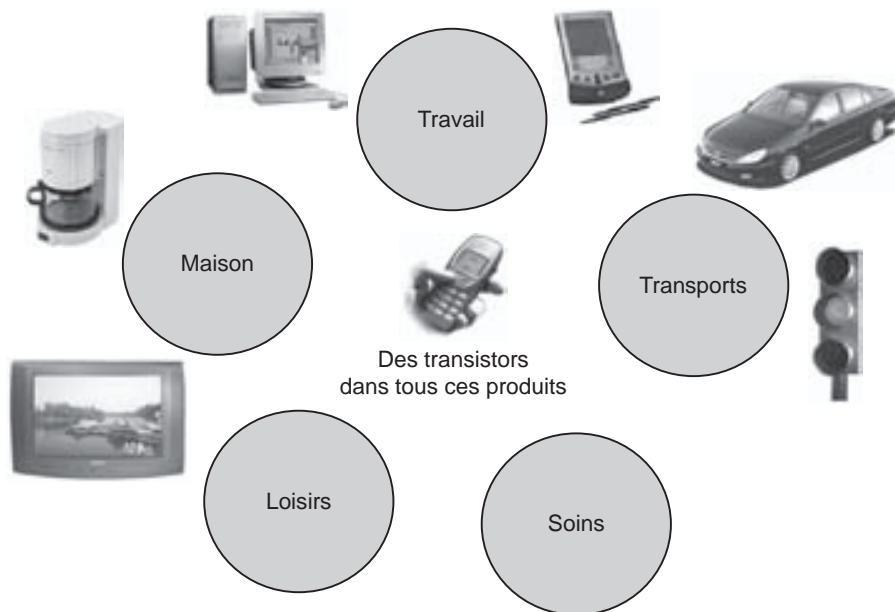 Travail
Maison
Transports
Des transistors
dans tous ces produits
Loisirs
Soins